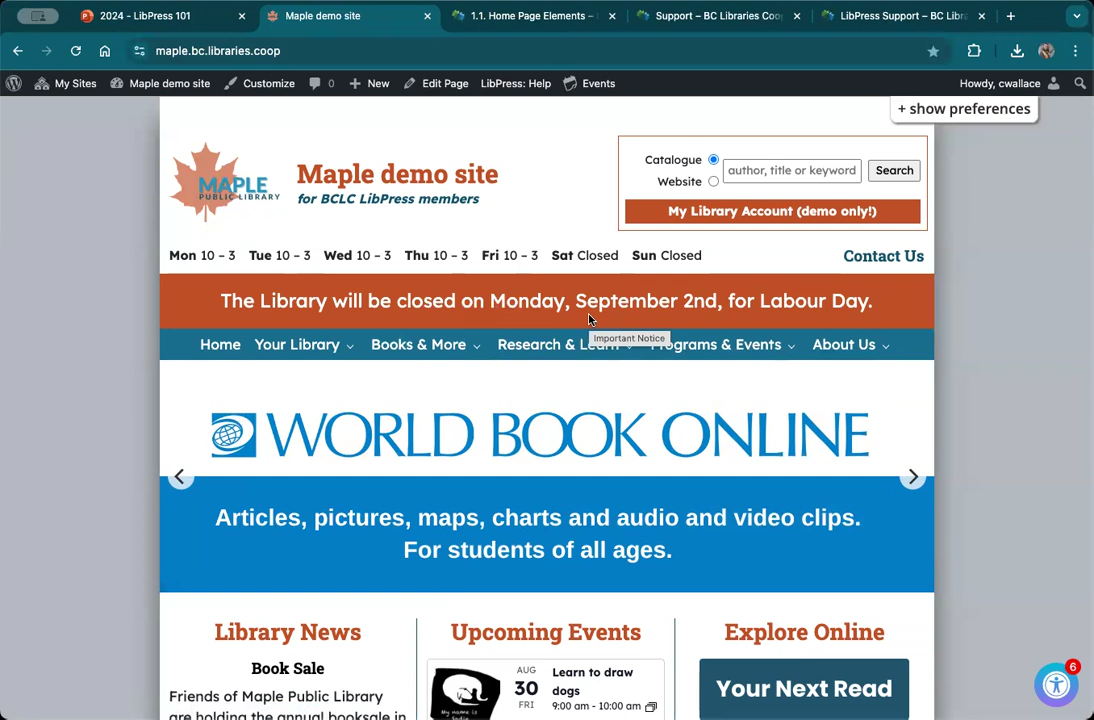 2024 - LibPress 101
Maple demo site
1.1. Home Page Elements –
Support – BC Libraries Coo
LibPress Support – BC Libra
maple.bc.libraries.coop
My Sites
Maple demo site
Customize
0
New
Edit Page
LibPress: Help
Events
Howdy, cwallace
+ show preferences
MAPLE
PUBLIC LIBRARY
Maple demo site
for BCLC LibPress members
Catalogue
author, title or keyword
Search
Website
My Library Account (demo only!)
Mon 10 – 3 Tue 10 – 3 Wed 10 – 3 Thu 10 – 3 Fri 10 – 3 Sat Closed Sun Closed
Contact Us
The Library will be closed on Monday, September 2nd, for Labour Day.
Important Notice
Home Your Library Books & More Research & Learn Programs & Events About Us
WORLD BOOK ONLINE
Articles, pictures, maps, charts and audio and video clips.
For students of all ages.
Library News
Book Sale
Friends of Maple Public Library
are holding the annual booksale in
Upcoming Events
AUG
30
FRI
Learn to draw
dogs
9:00 am - 10:00 am
Explore Online
Your Next Read
6